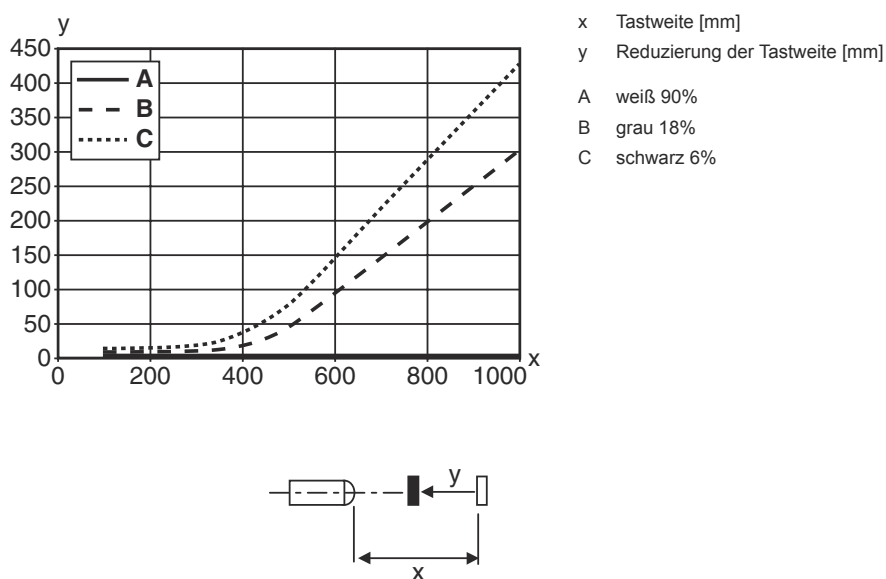 y
450
400
350
300
250
200
150
100
50
0
0 200 400 600 800 1000
x
A
B
C
x Tastweite [mm]
y Reduzierung der Tastweite [mm]
A weiß 90%
B grau 18%
C schwarz 6%
y
x